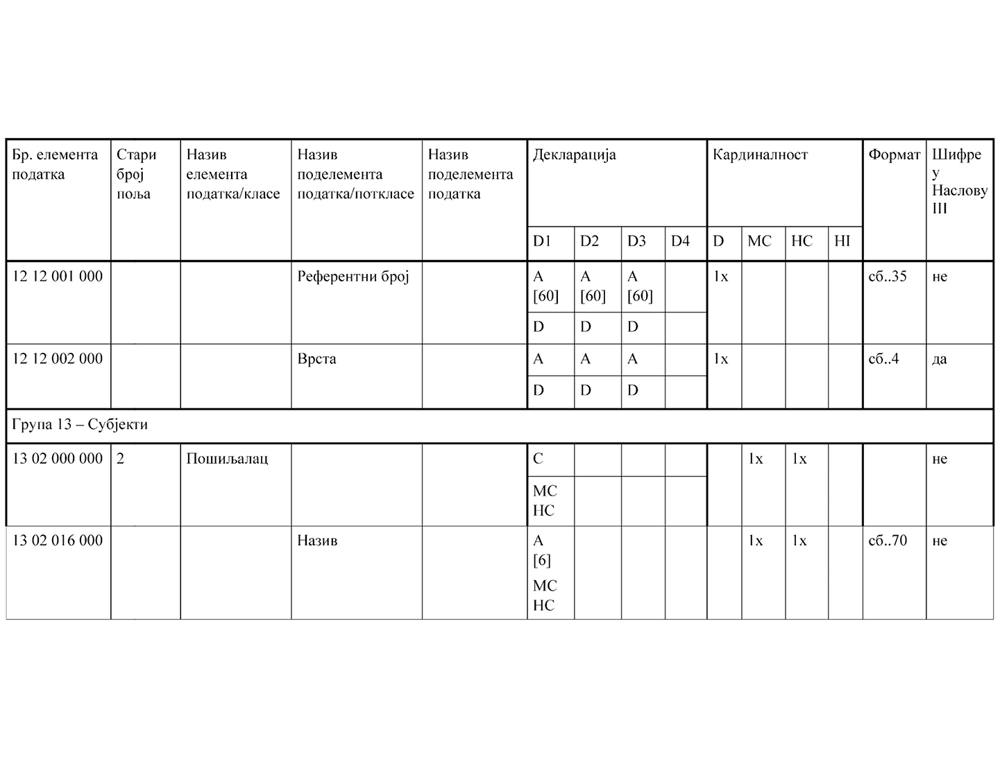 Бр. елемента податка Стари број поља Назив елемента податка/класе Назив поделемента податка/поткласе Назив поделемента податка Декларација Кардиналност Формат Шифре у Наслову III
D1 D2 D3 D4 D MC HC HI
12 12 001 000 Референтни број A [60] A [60] A [60] 1x сб..35 не
D D D
12 12 002 000 Врста A A A 1x сб..4 да
D D D
Група 13 – Субјекти
13 02 000 000 2 Пошиљалац C 1x 1x не
MC HC
13 02 016 000 Назив A [6] 1x 1x сб..70 не
MC HC